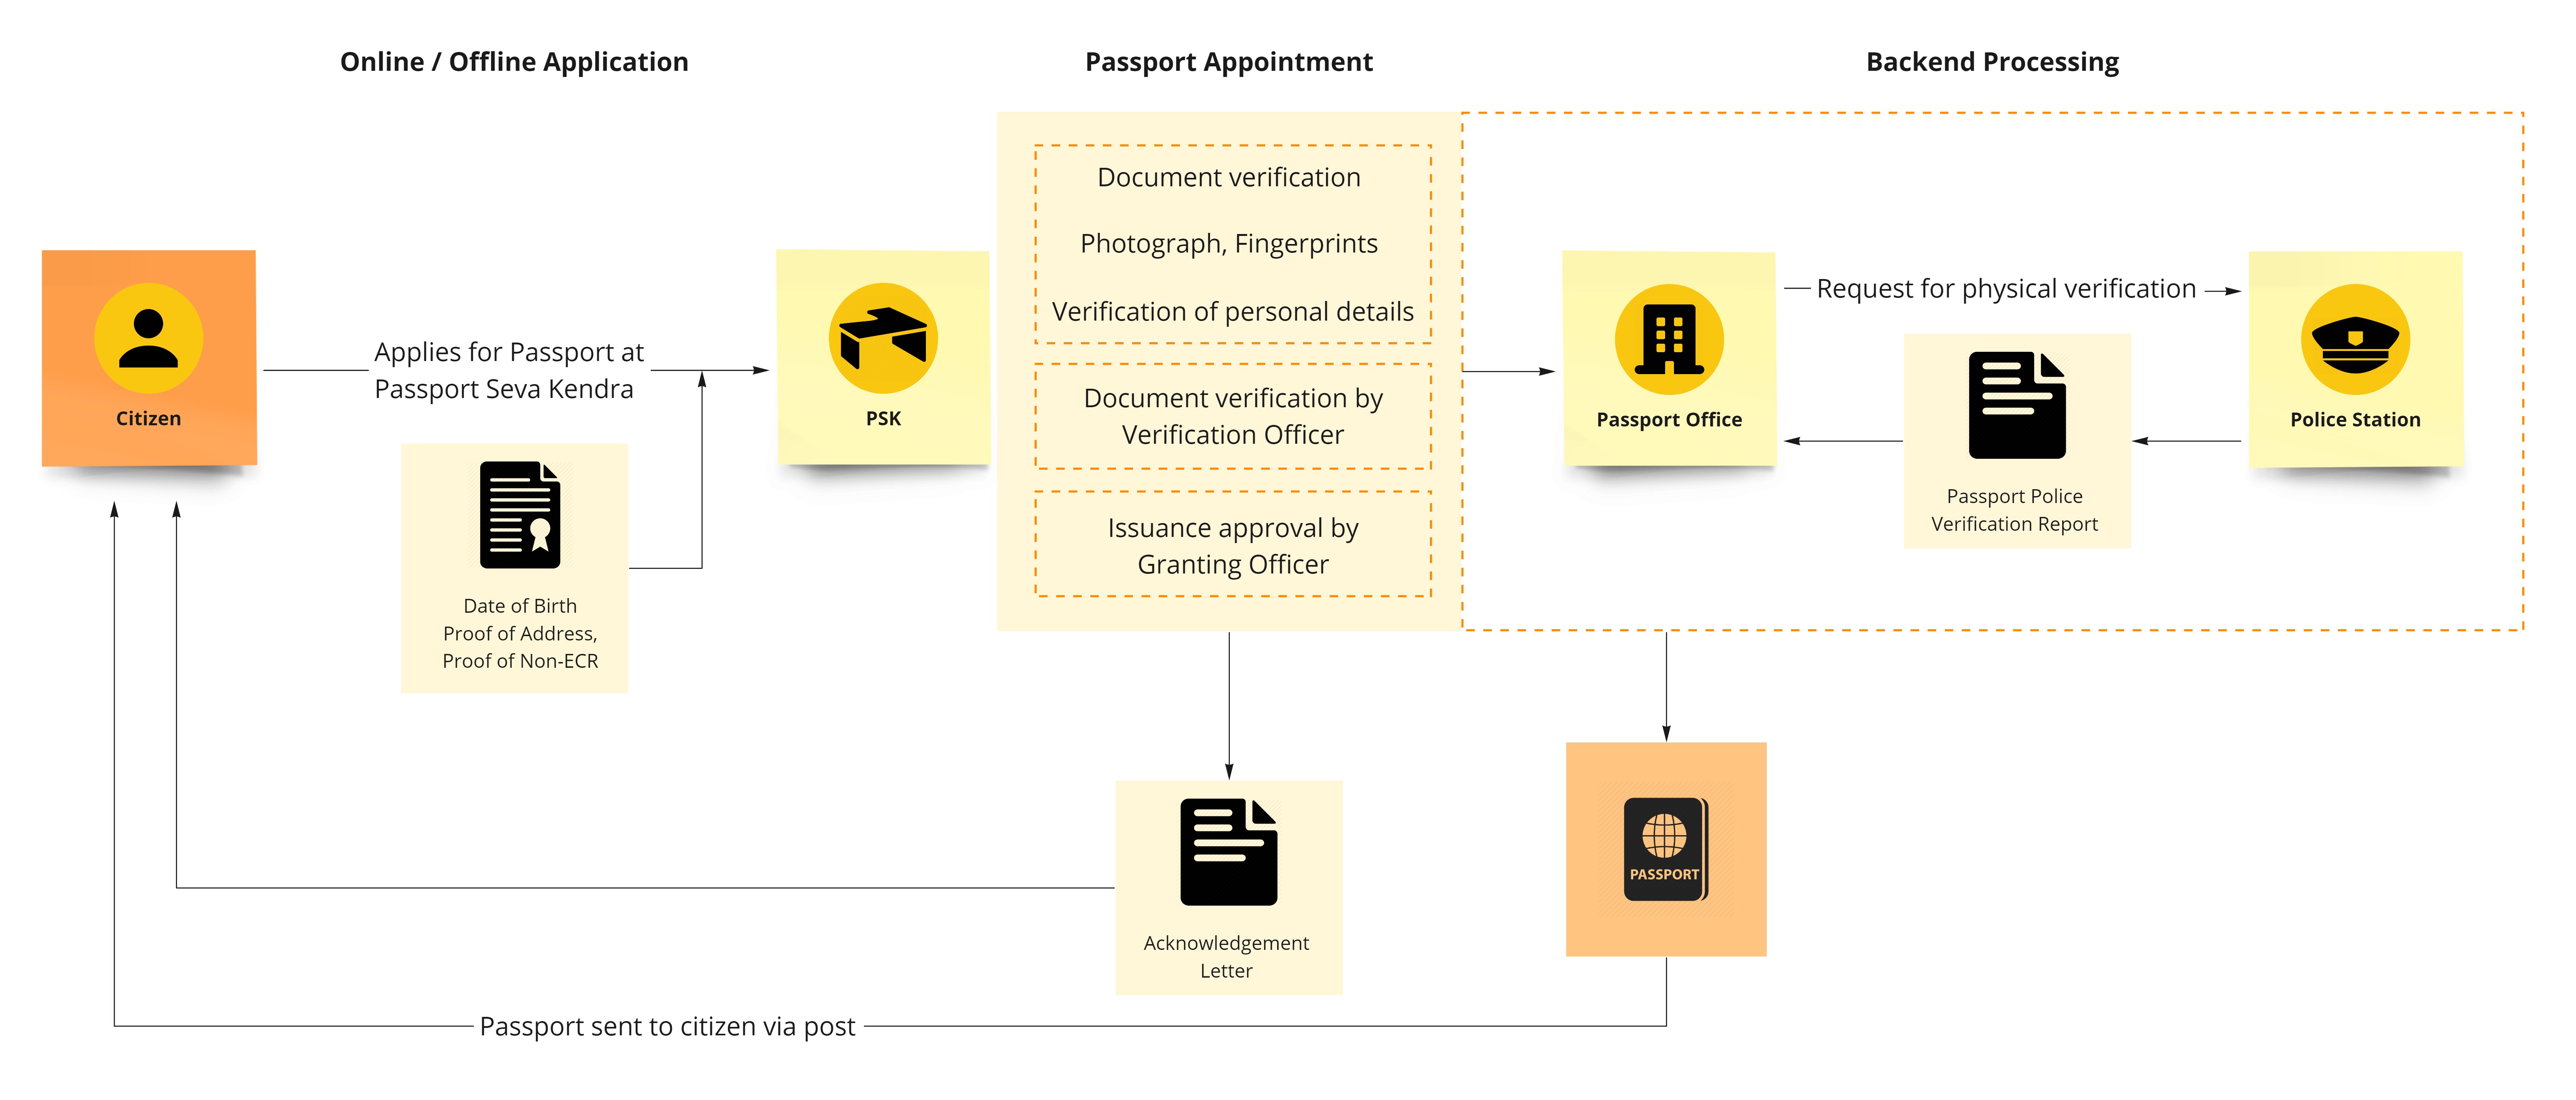 Online / Offline Application
Passport Appointment
Backend Processing
Citizen
Applies for Passport at
Passport Seva Kendra
Date of Birth
Proof of Address,
Proof of Non-ECR
PSK
Document verification
Photograph, Fingerprints
Verification of personal details
Document verification by
Verification Officer
Issuance approval by
Granting Officer
Passport Office
Request for physical verification
Passport Police
Verification Report
Police Station
Acknowledgement
Letter
PASSPORT
Passport sent to citizen via post